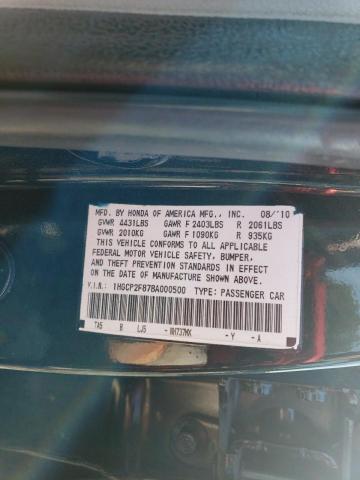 MFD. BY HONDA OF AMERICA MFG., INC. 08/'10
GVWR 4431LBS GAWR F 2403LBS R 2061LBS
GVWR 2010KG GAWR F 1090KG R 935KG
THIS VEHICLE CONFORMS TO ALL APPLICABLE
FEDERAL MOTOR VEHICLE SAFETY, BUMPER,
AND THEFT PREVENTION STANDARDS IN EFFECT
ON THE DATE OF MANUFACTURE SHOWN ABOVE.
V.I.N.: 1HGCP2F87BA000500 TYPE: PASSENGER CAR
TA5 B LJ5 - NH737MX -Y- A